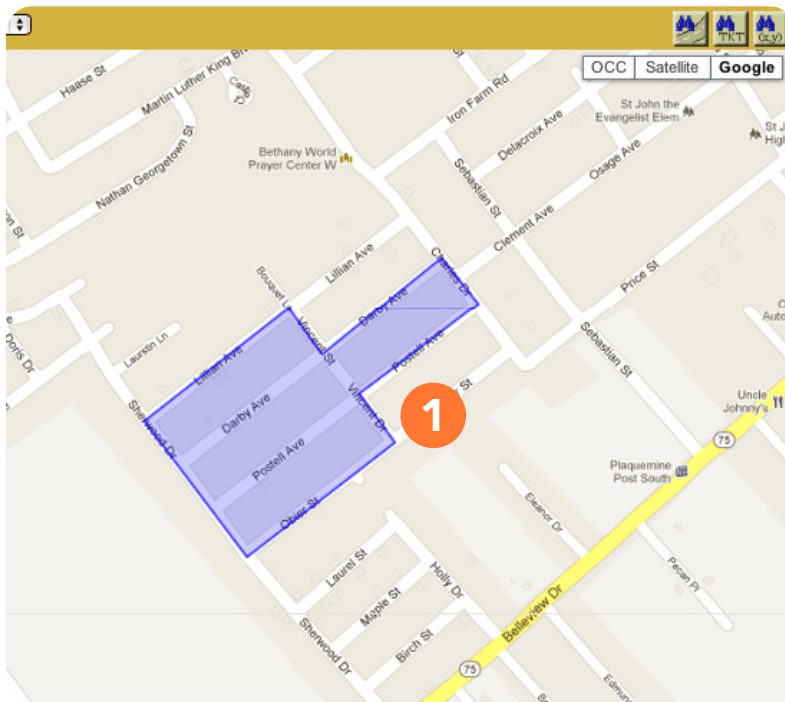 TKT
(x,y)
OCC
Satellite
Google
Haase St
Martin Luther King
Nathan Georgetown St
Bethany World
Prayer Center W
Iron Farm Rd
St John the
Evangelist Elem
Delacroix Ave
Osage Ave
Sebastian St
Clement Ave
Lillian Ave
Charles Dr
Price St
Bouquet
Darby Ave
Vincent St
Postell Ave
Sebastian St
Doris Dr
Laurstin Ln
Lillian Ave
Vincent Dr
St
1
Uncle
Johnny's
75
Sherwood Dr
Darby Ave
Postell Ave
Plaquemine
Post South
Obier St
Eleanor Dr
Laurel St
Holly Dr
Pecan Pl
Maple St
Belleview Dr
Sherwood Dr
Birch St
75